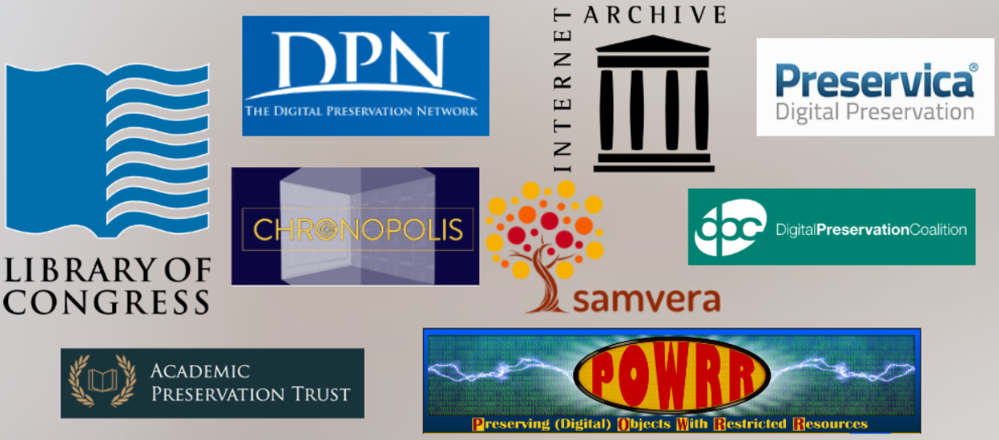 DPN
THE DIGITAL PRESERVATION NETWORK
INTERNET
ARCHIVE
Preservica®
Digital Preservation
LIBRARY OF
CONGRESS
CHRONOPOLIS
samvera
dpc
DigitalPreservationCoalition
ACADEMIC
PRESERVATION TRUST
POWRR
Preserving (Digital) Objects With Restricted Resources